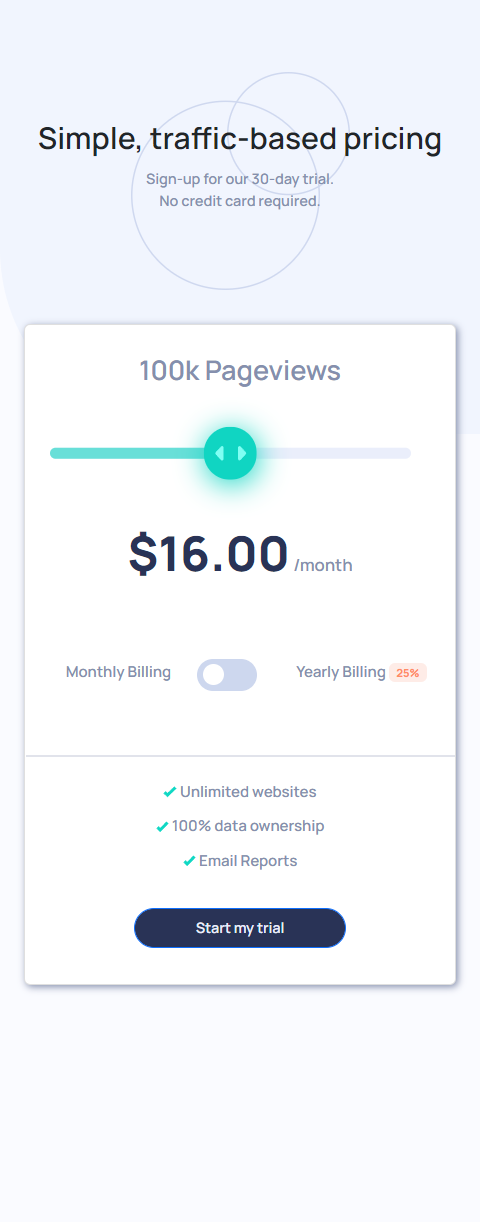 Simple, traffic-based pricing
Sign-up for our 30-day trial.
No credit card required.
100k Pageviews
$16.00 /month
Monthly Billing Yearly Billing 25%
Unlimited websites
100% data ownership
Email Reports
Start my trial